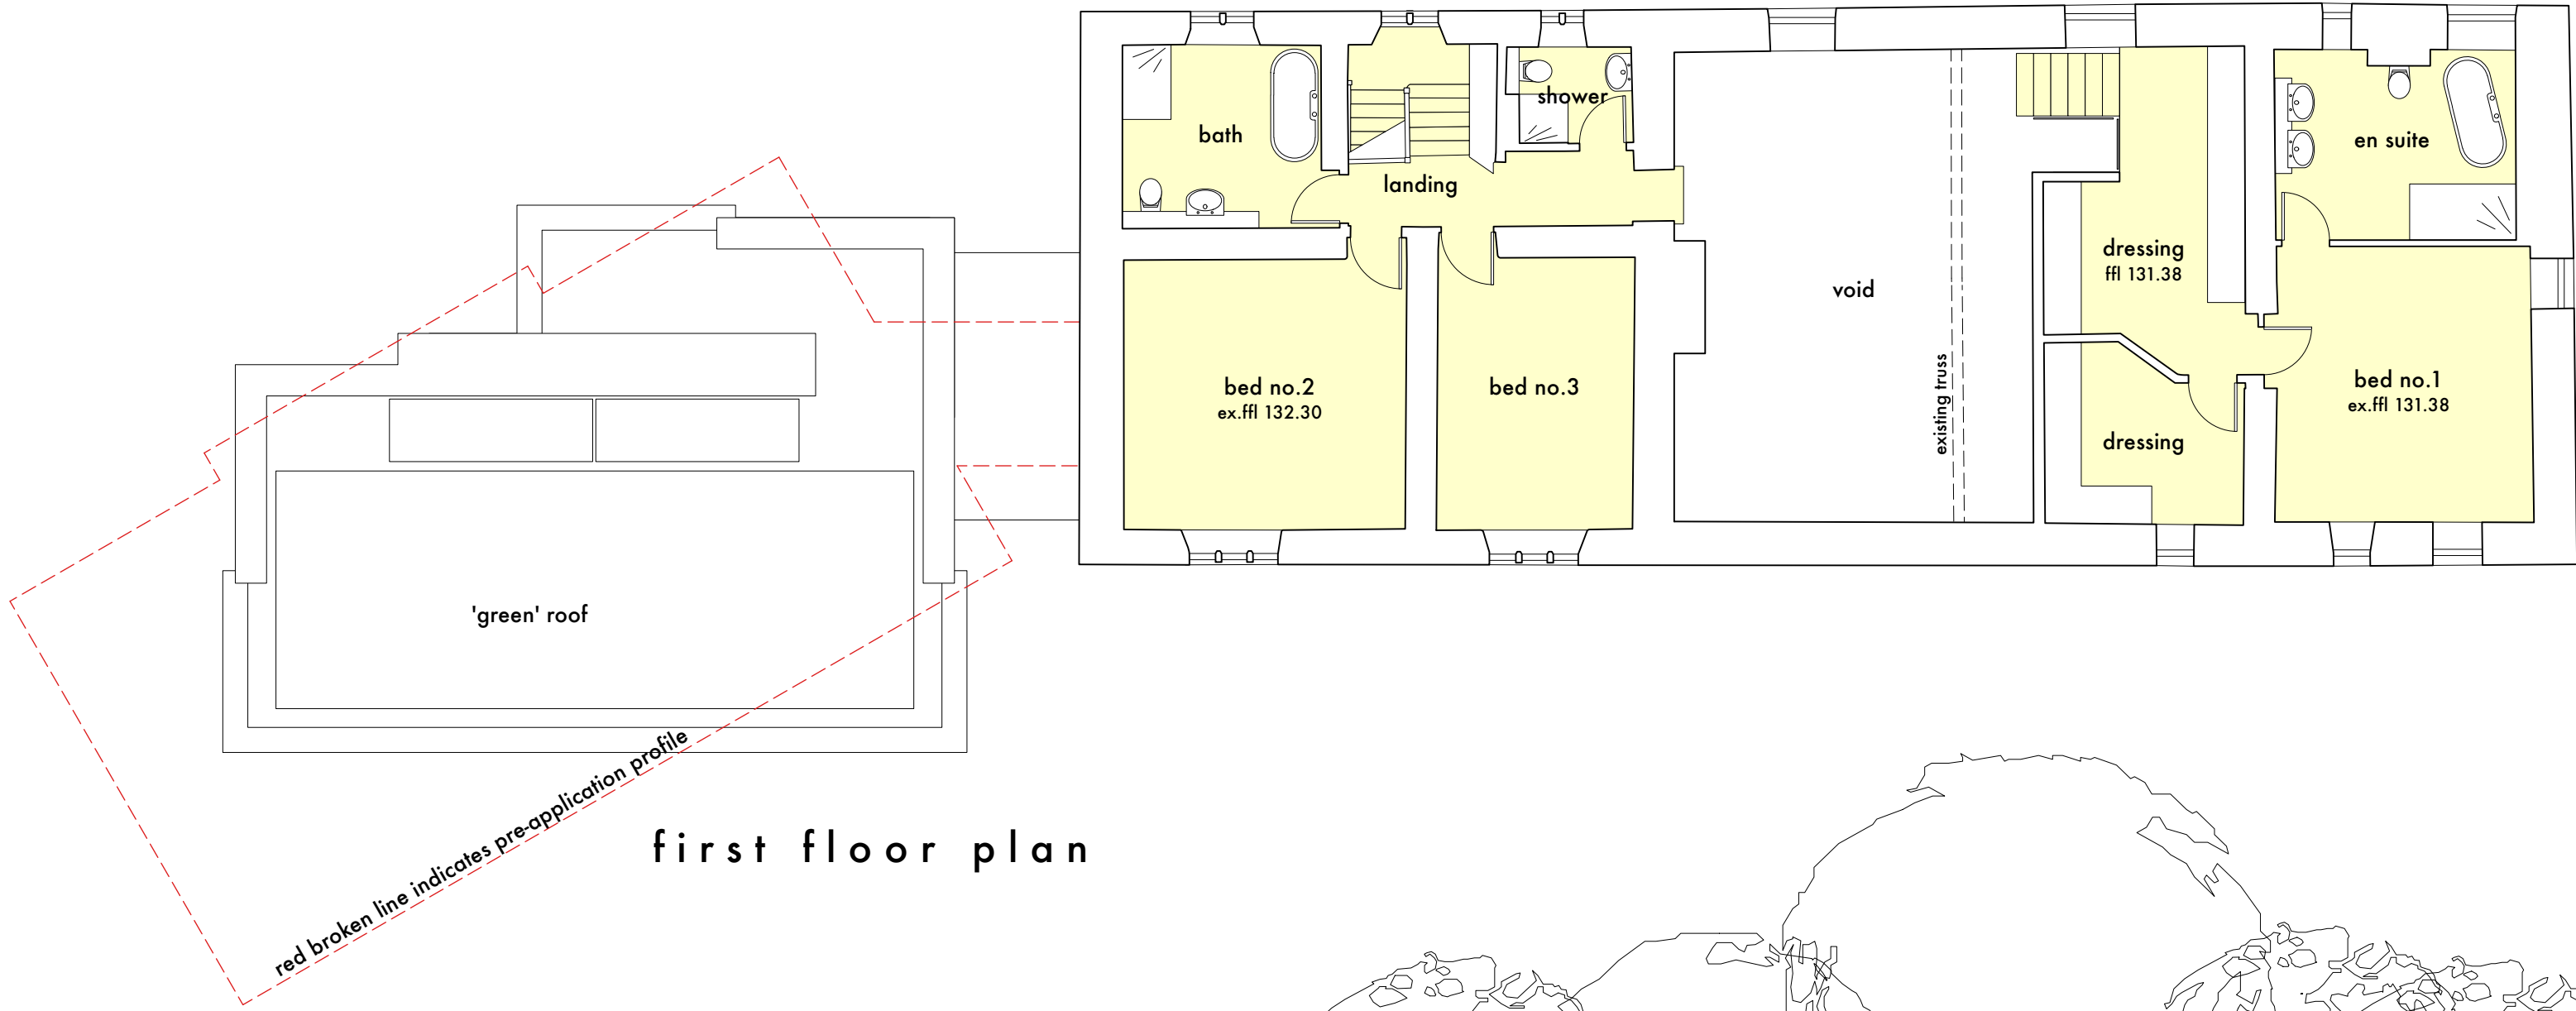 shower
bath
en suite
landing
dressing
ffl 131.38
void
bed no.2
ex.ffl 132.30
bed no.3
existing truss
bed no.1
ex.ffl 131.38
dressing
'green' roof
red broken line indicates pre-application profile
first floor plan